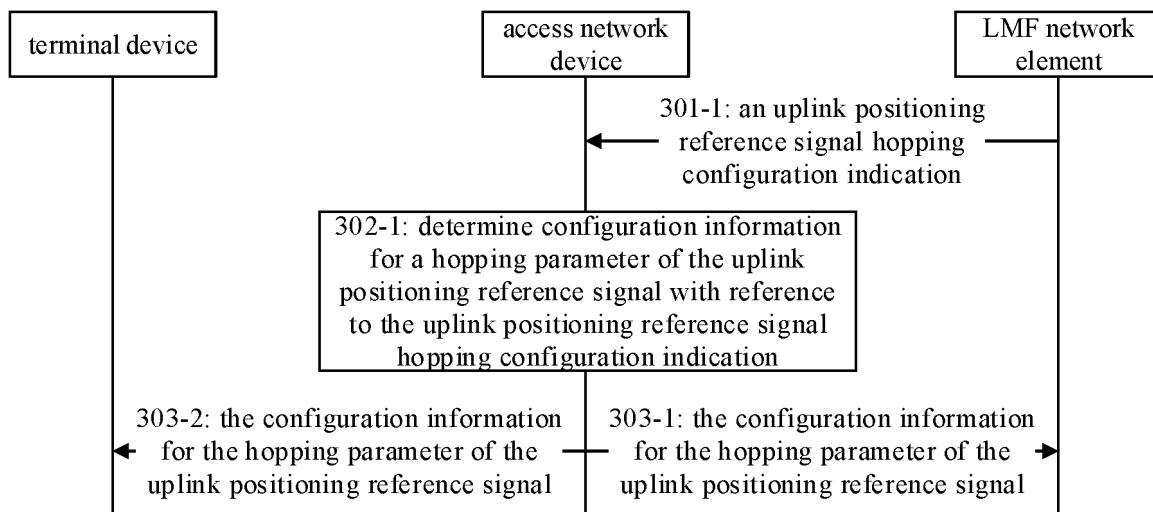 terminal device
access network
device
LMF network
element
301-1: an uplink positioning
reference signal hopping
configuration indication
302-1: determine configuration information
for a hopping parameter of the uplink
positioning reference signal with reference
to the uplink positioning reference signal
hopping configuration indication
303-2: the configuration information
for the hopping parameter of the
uplink positioning reference signal
303-1: the configuration information
for the hopping parameter of the
uplink positioning reference signal